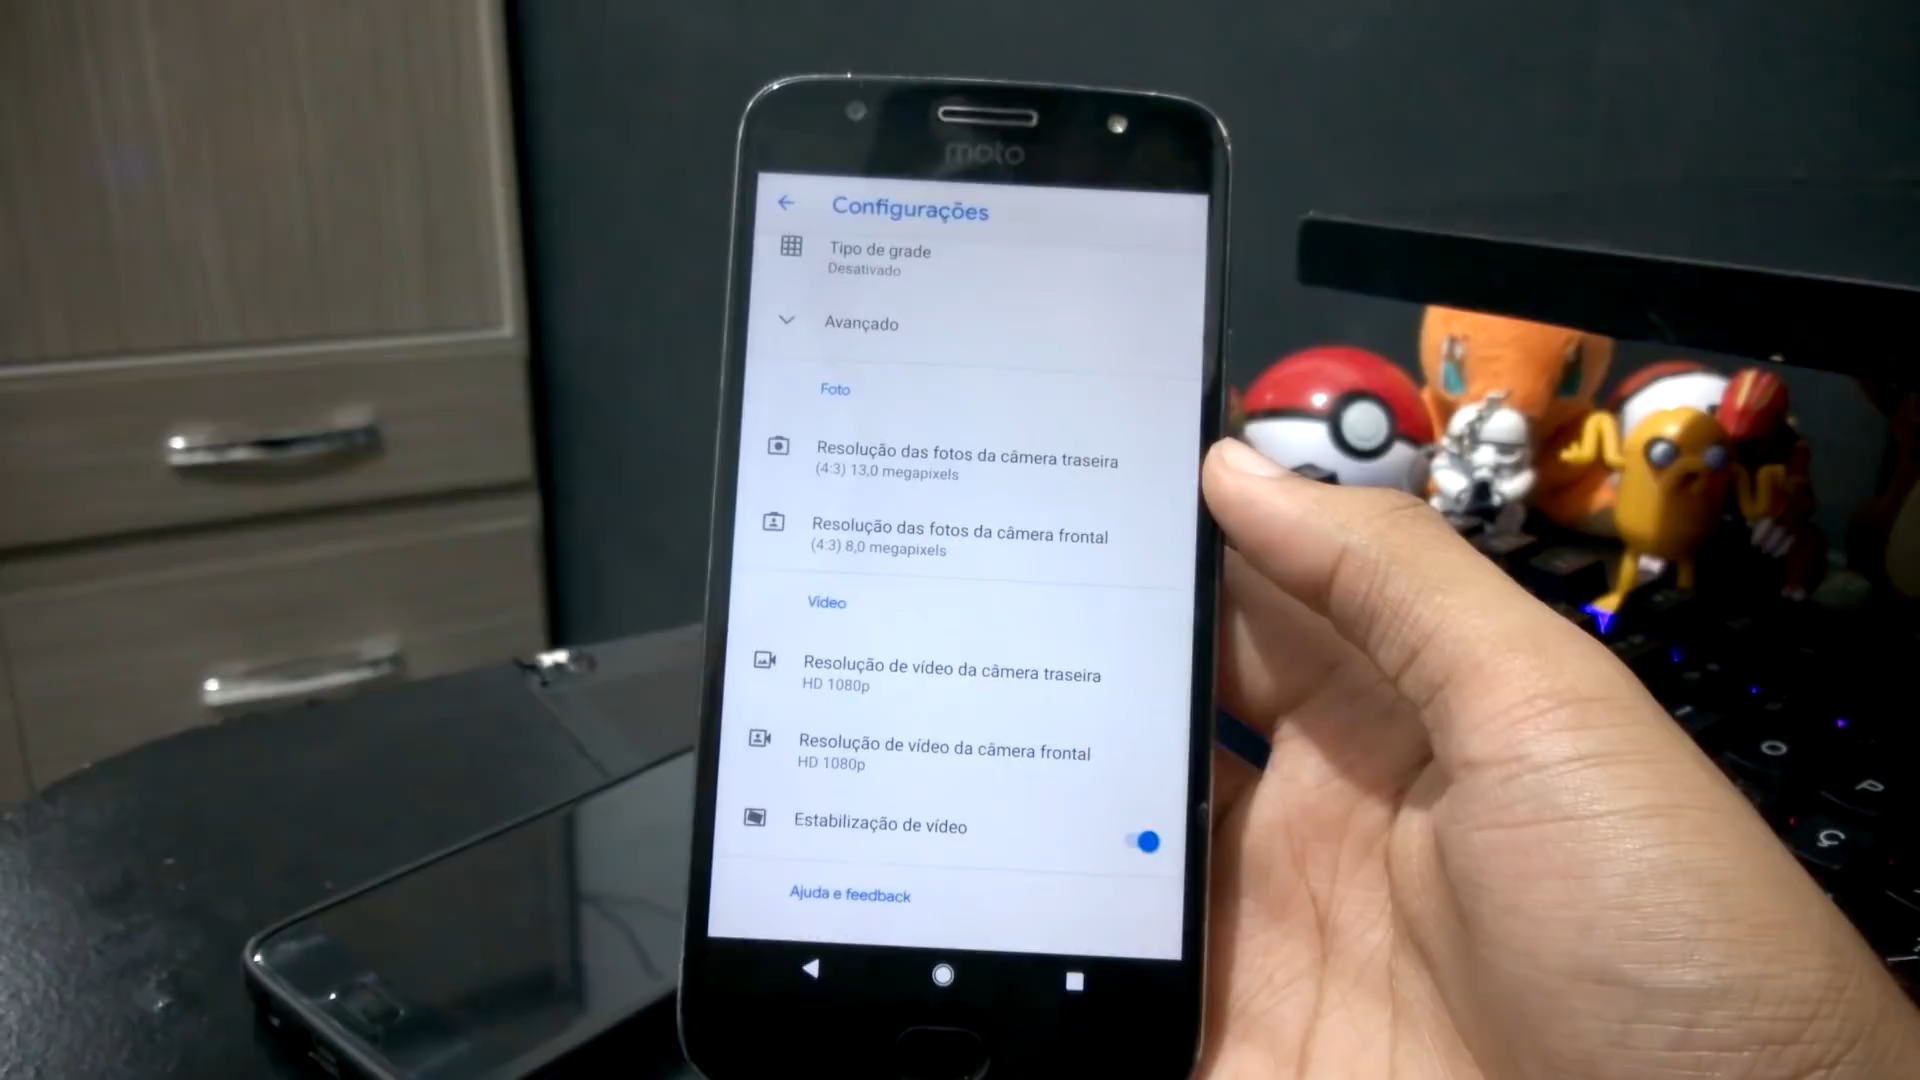 moto
Configurações
Tipo de grade
Desativado
Avançado
Foto
Resolução das fotos da câmera traseira
(4:3) 13,0 megapixels
Resolução das fotos da câmera frontal
(4:3) 8,0 megapixels
Vídeo
Resolução de vídeo da câmera traseira
HD 1080p
Resolução de vídeo da câmera frontal
HD 1080p
Estabilização de vídeo
Ajuda e feedback
O
P
Ç